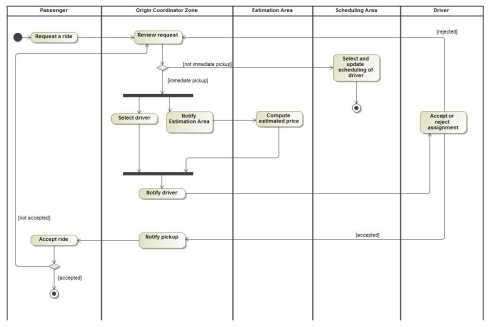 Passenger
Origin Coordinator Zone
Estimation Area
Scheduling Area
Driver
Request a ride
Review request
[rejected]
[not immediate pickup]
Select and
update
scheduling of
driver
[immediate pickup]
Select driver
Notify
Estimation Area
Compute
estimated price
Accept or
reject
assignment
Notify driver
[not accepted]
Accept ride
Notify pickup
[accepted]
[accepted]